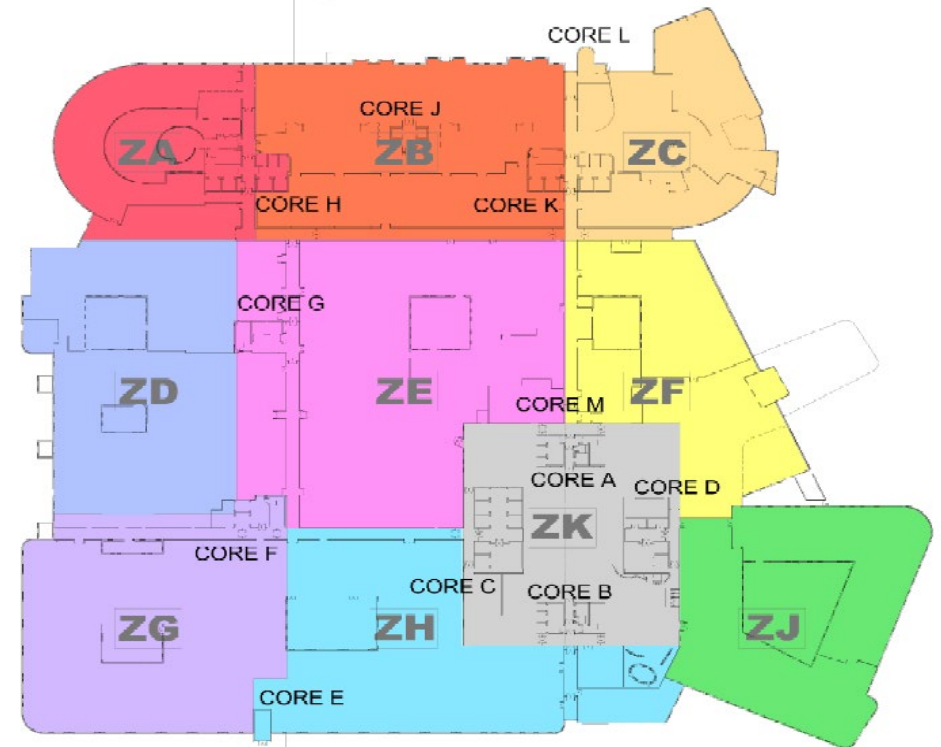 CORE L
CORE J
ZA
ZB
ZC
CORE H
CORE K
CORE G
ZD
ZE
ZF
CORE M
CORE A
CORE D
ZK
CORE F
CORE C
CORE B
ZG
ZH
ZJ
CORE E